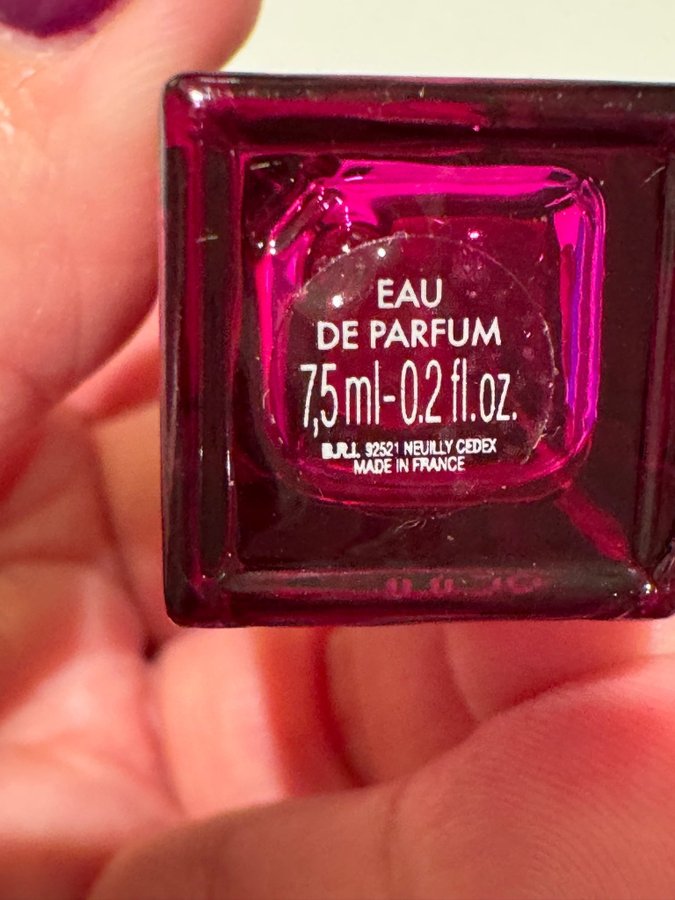 EAU
DE PARFUM
7,5 ml-0.2 fl.oz.
B.R.I. 92521 NEUILLY CEDEX
MADE IN FRANCE